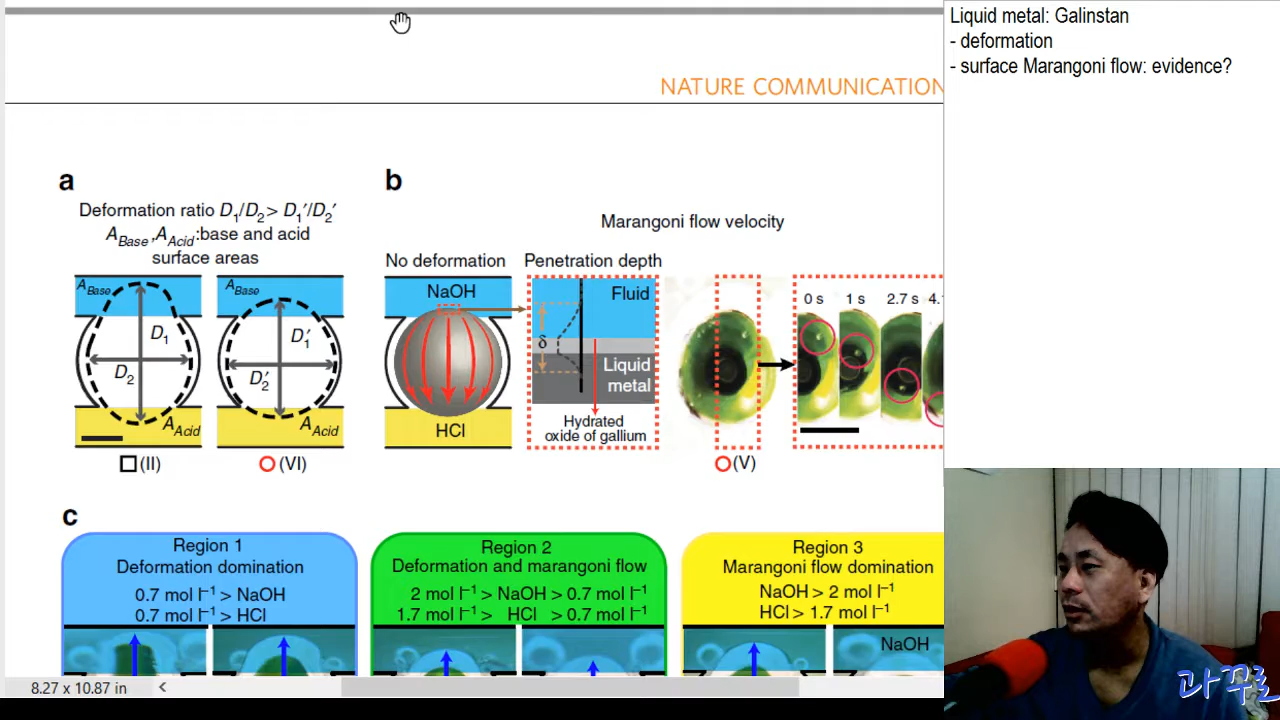 Liquid metal: Galinstan
- deformation
- surface Marangoni flow: evidence?
NATURE COMMUNICATION
a
Deformation ratio D1/D2 > D1′/D2′
ABase, AAcid: base and acid
surface areas
ABase
D1
D2
AAcid
□(II)
ABase
D1′
D2′
AAcid
○(VI)
b
Marangoni flow velocity
No deformation
Penetration depth
NaOH
HCl
Fluid
δ
Liquid
metal
Hydrated
oxide of gallium
○(V)
0 s
1 s
2.7 s
4.
c
Region 1
Deformation domination
0.7 mol l–1 > NaOH
0.7 mol l–1 > HCl
Region 2
Deformation and marangoni flow
2 mol l–1 > NaOH > 0.7 mol l–1
1.7 mol l–1 > HCl > 0.7 mol l–1
Region 3
Marangoni flow domination
NaOH > 2 mol l–1
HCl > 1.7 mol l–1
NaOH
8.27 x 10.87 in
과꾸로